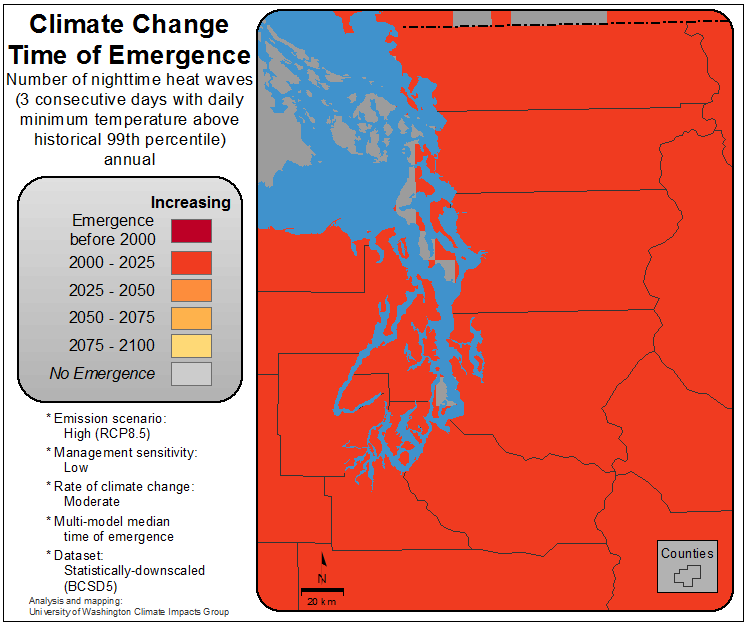 Climate Change
Time of Emergence
Number of nighttime heat waves
(3 consecutive days with daily
minimum temperature above
historical 99th percentile)
annual
Increasing
Emergence
before 2000
2000 - 2025
2025 - 2050
2050 - 2075
2075 - 2100
No Emergence
* Emission scenario:
High (RCP8.5)
* Management sensitivity:
Low
* Rate of climate change:
Moderate
* Multi-model median
time of emergence
* Dataset:
Statistically-downscaled
(BCSD5)
Analysis and mapping:
University of Washington Climate Impacts Group
N
20 km
Counties